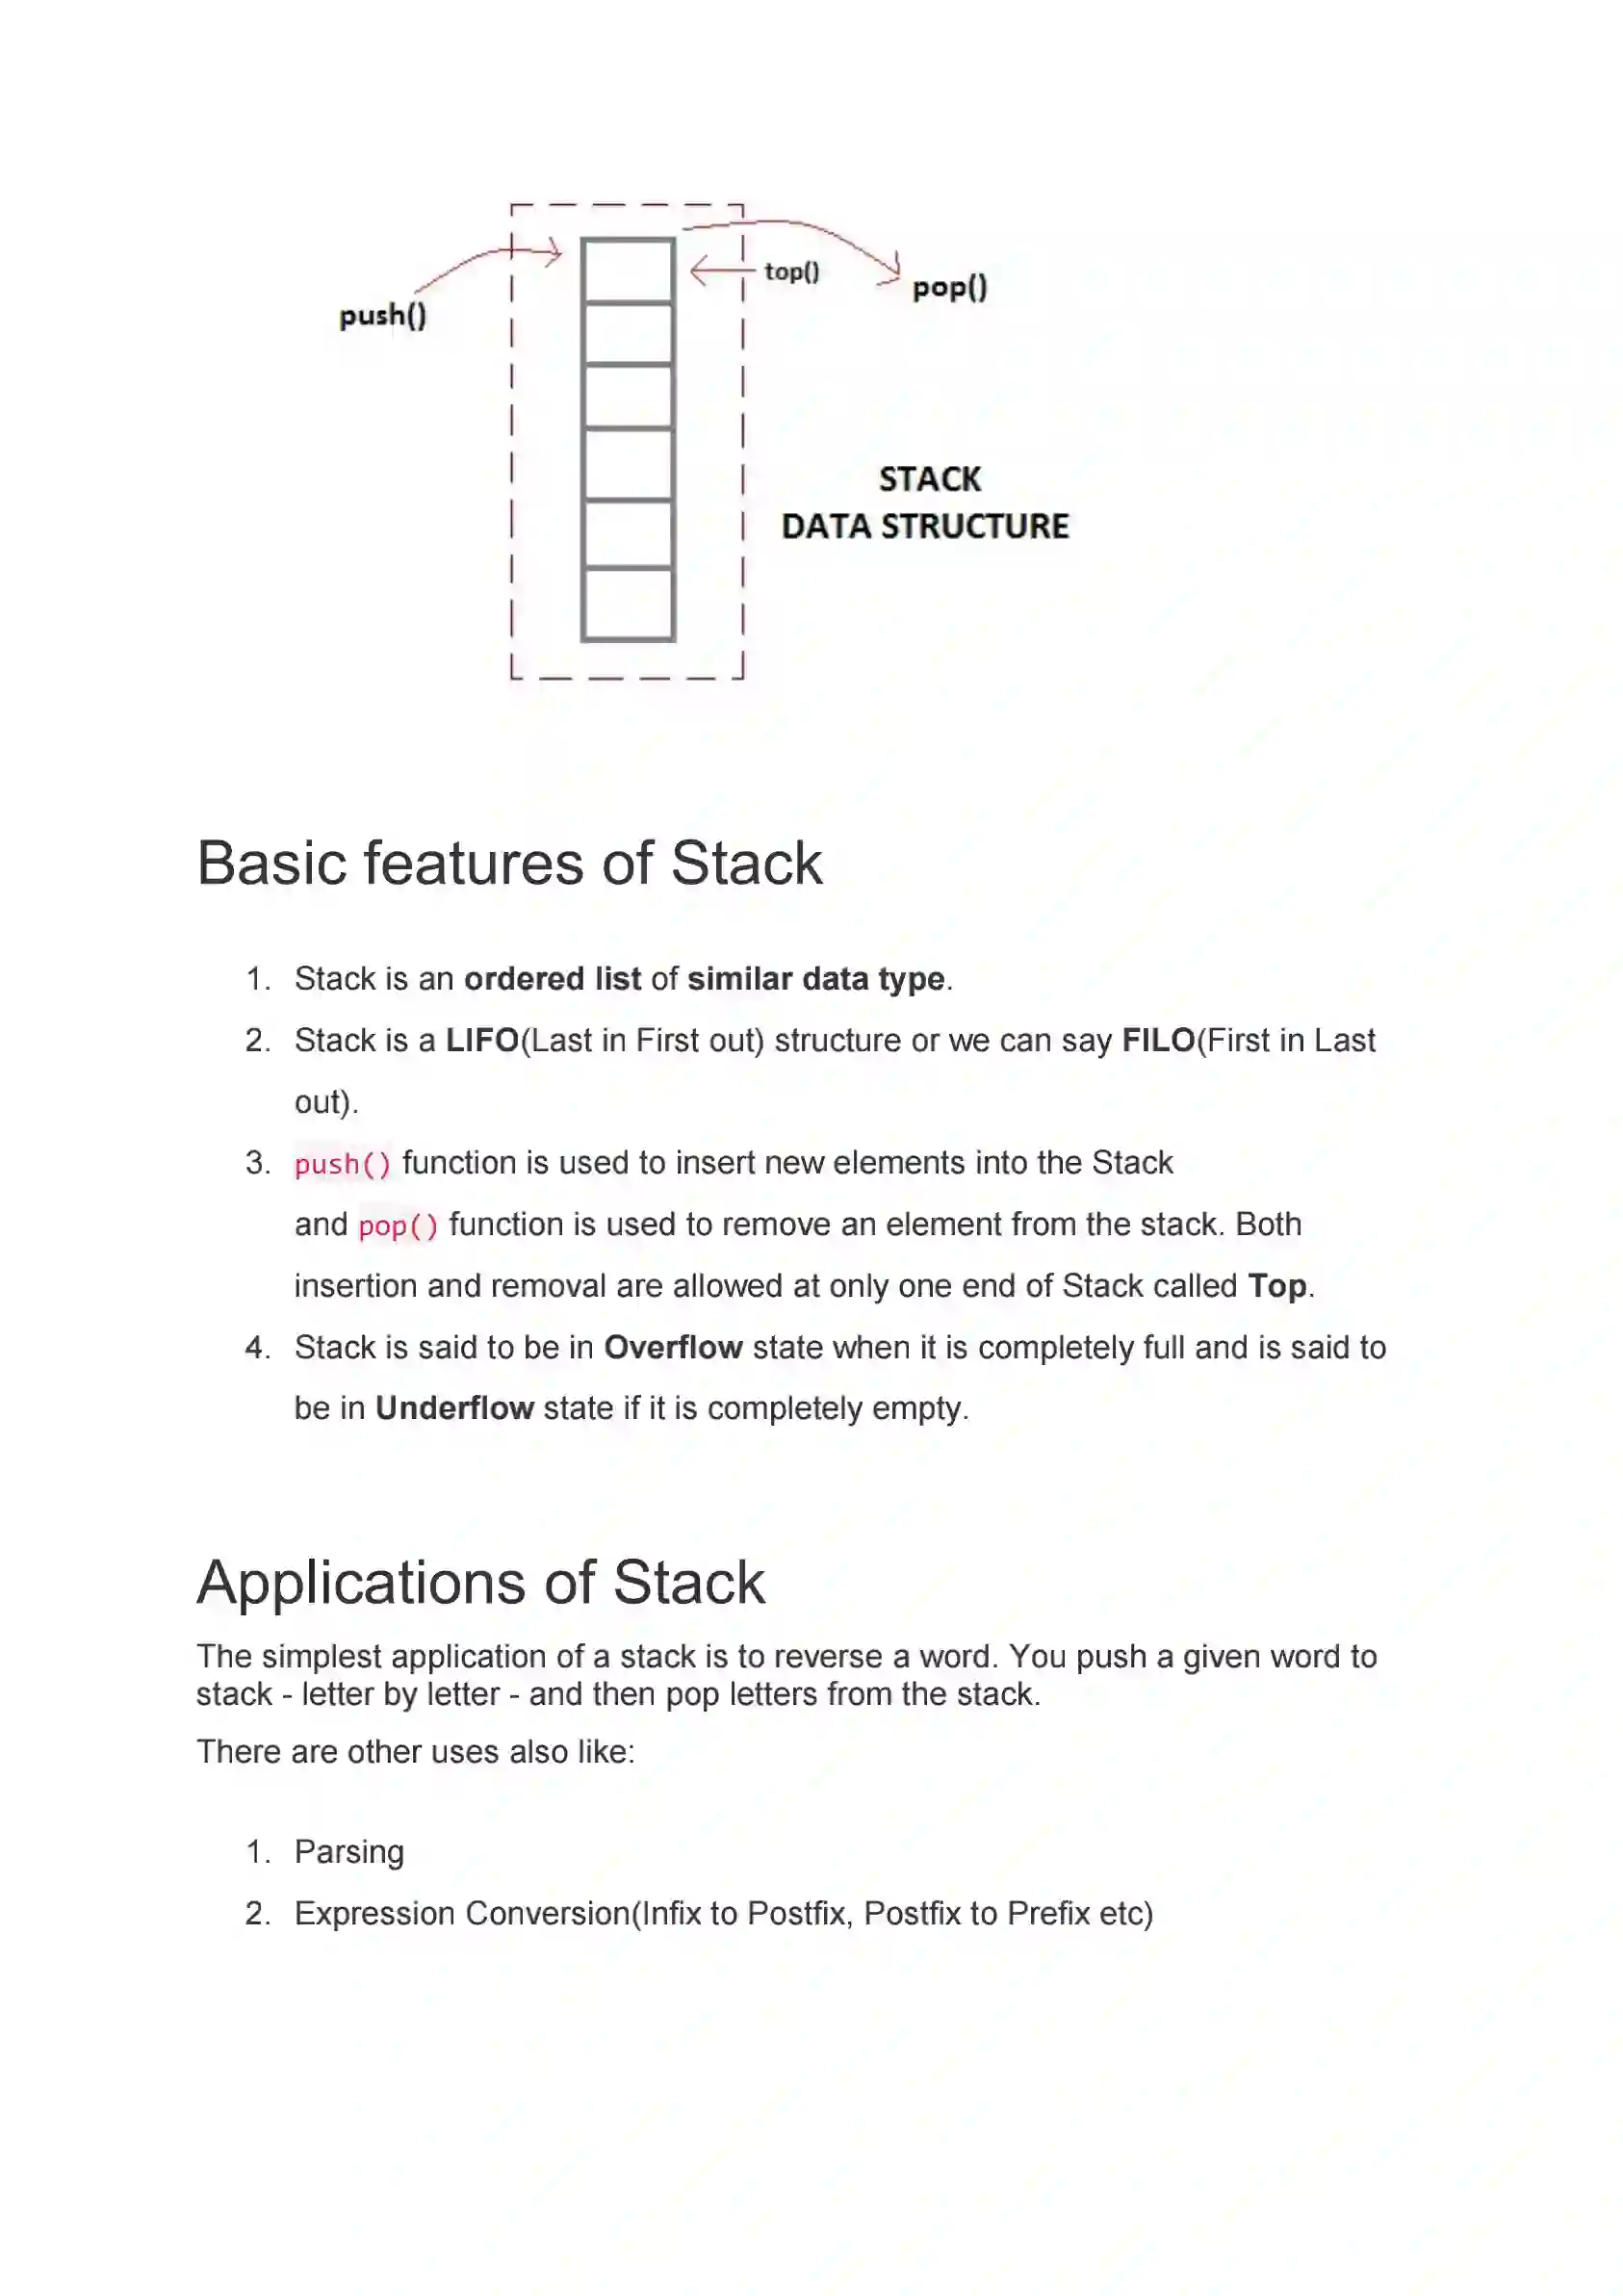 push()
top()
pop()
STACK
DATA STRUCTURE
Basic features of Stack
1. Stack is an ordered list of similar data type.
2. Stack is a LIFO(Last in First out) structure or we can say FILO(First in Last
out).
3. push() function is used to insert new elements into the Stack
and pop() function is used to remove an element from the stack. Both
insertion and removal are allowed at only one end of Stack called Top.
4. Stack is said to be in Overflow state when it is completely full and is said to
be in Underflow state if it is completely empty.
Applications of Stack
The simplest application of a stack is to reverse a word. You push a given word to
stack - letter by letter - and then pop letters from the stack.
There are other uses also like:
1. Parsing
2. Expression Conversion(Infix to Postfix, Postfix to Prefix etc)